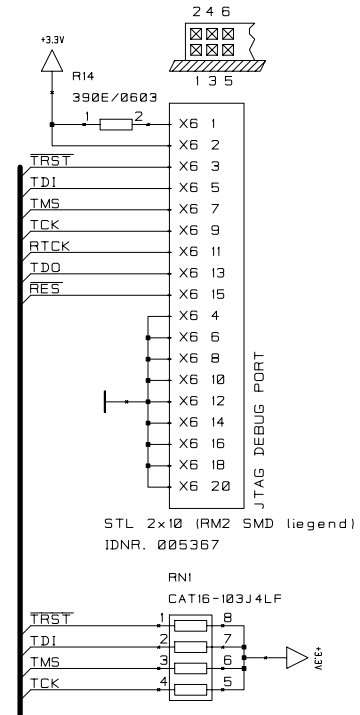 2 4 6
+3.3V
1 3 5
R14
390E/0603
1 2
X6 1
X6 2
TRST X6 3
TDI X6 5
TMS X6 7
TCK X6 9
RTCK X6 11
TDO X6 13
RES X6 15
X6 4
X6 6
X6 8
X6 10
X6 12
X6 14
X6 16
X6 18
X6 20
JTAG DEBUG PORT
STL 2x10 (RM2 SMD liegend)
IDNR. 005367
RN1
CAT16-103J4LF
TRST 1 8
TDI 2 7
TMS 3 6
TCK 4 5
+3.3V